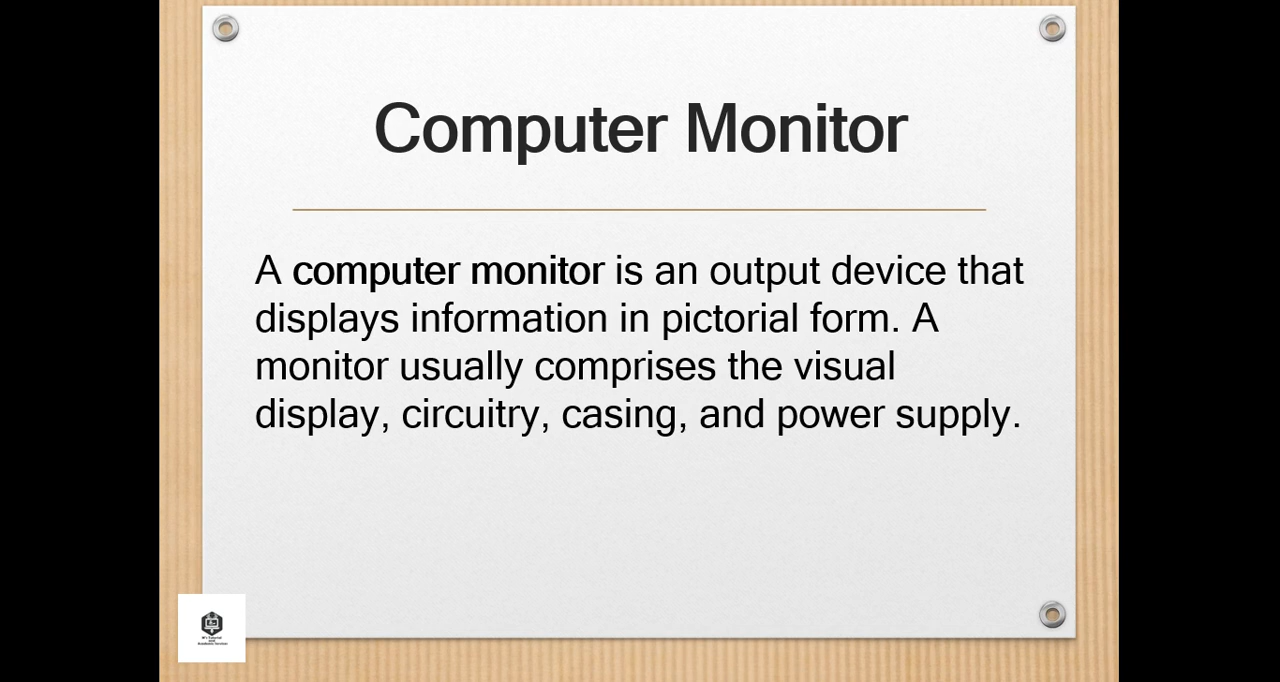 Computer Monitor
A computer monitor is an output device that
displays information in pictorial form. A
monitor usually comprises the visual
display, circuitry, casing, and power supply.